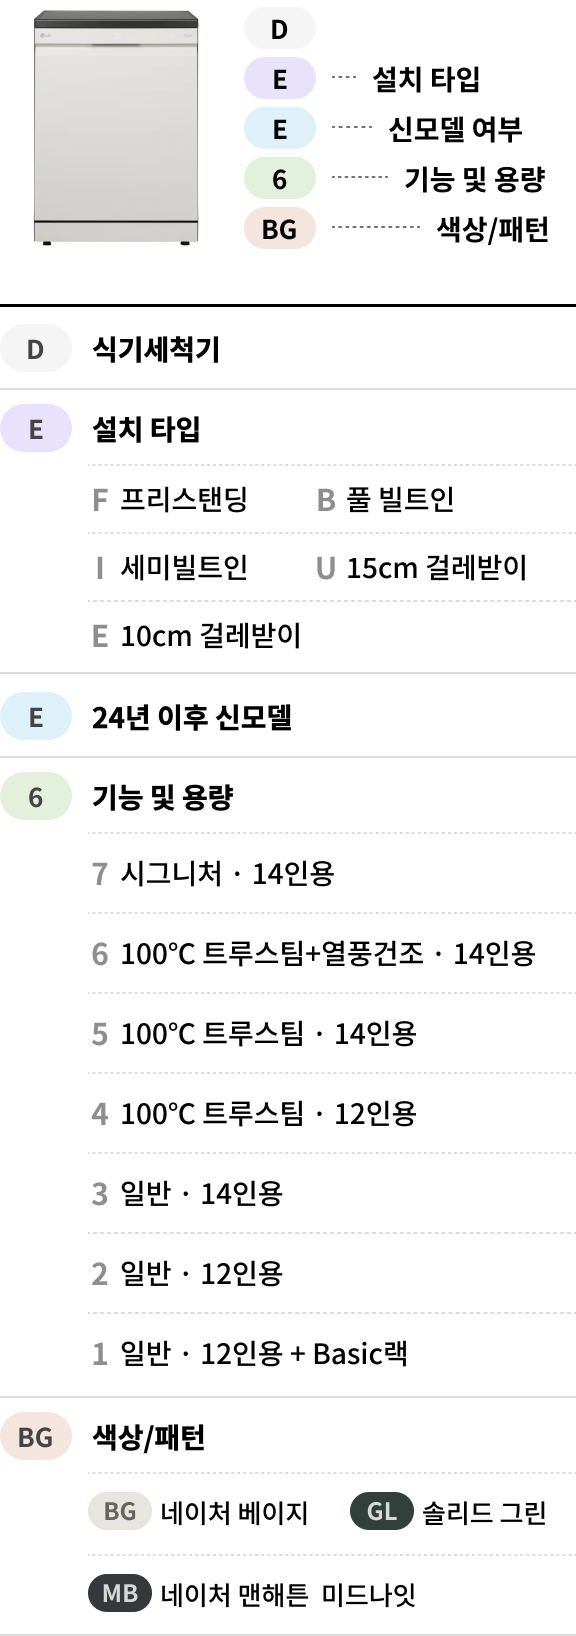 D
E 설치 타입
E 신모델 여부
6 기능 및 용량
BG 색상/패턴
D 식기세척기
E 설치 타입
F 프리스탠딩 B 풀 빌트인
I 세미빌트인 U 15cm 걸레받이
E 10cm 걸레받이
E 24년 이후 신모델
6 기능 및 용량
7 시그니처 · 14인용
6 100℃ 트루스팀+열풍건조 · 14인용
5 100℃ 트루스팀 · 14인용
4 100℃ 트루스팀 · 12인용
3 일반 · 14인용
2 일반 · 12인용
1 일반 · 12인용 + Basic랙
BG 색상/패턴
BG 네이처 베이지 GL 솔리드 그린
MB 네이처 맨해튼 미드나잇